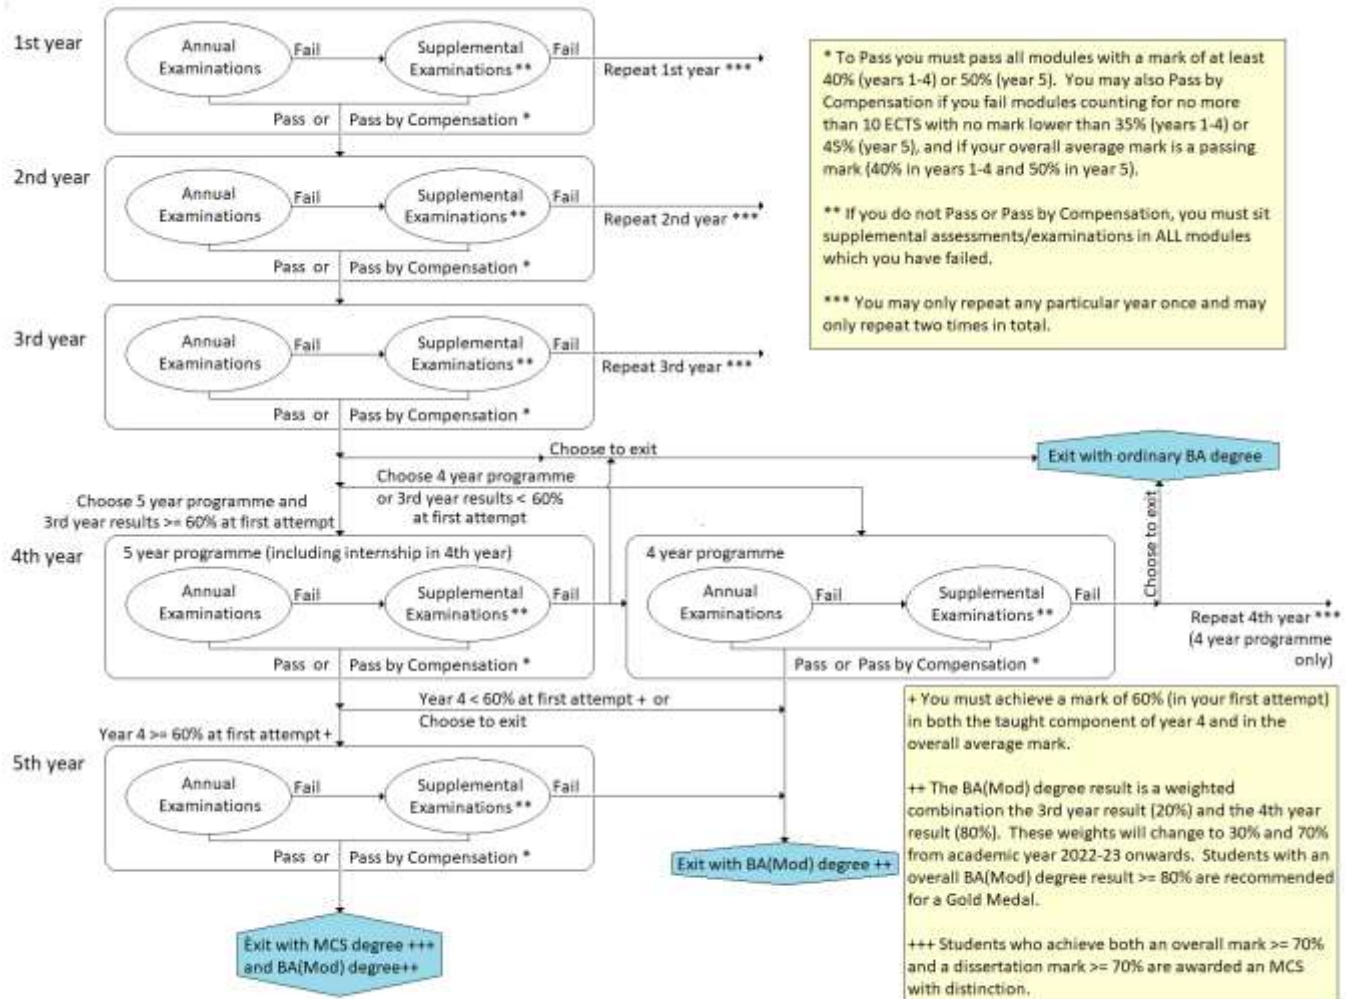 1st year
Annual
Examinations
Fail
Supplemental
Examinations **
Fail
Repeat 1st year ***
Pass or
Pass by Compensation *
* To Pass you must pass all modules with a mark of at least
40% (years 1-4) or 50% (year 5). You may also Pass by
Compensation if you fail modules counting for no more
than 10 ECTS with no mark lower than 35% (years 1-4) or
45% (year 5), and if your overall average mark is a passing
mark (40% in years 1-4 and 50% in year 5).
** If you do not Pass or Pass by Compensation, you must sit
supplemental assessments/examinations in ALL modules
which you have failed.
*** You may only repeat any particular year once and may
only repeat two times in total.
2nd year
Annual
Examinations
Fail
Supplemental
Examinations **
Fail
Repeat 2nd year ***
Pass or
Pass by Compensation *
3rd year
Annual
Examinations
Fail
Supplemental
Examinations **
Fail
Repeat 3rd year ***
Pass or
Pass by Compensation *
Choose to exit
Exit with ordinary BA degree
Choose 4 year programme
or 3rd year results < 60%
at first attempt
Choose 5 year programme and
3rd year results >= 60% at first attempt
Choose to exit
4th year
5 year programme (including internship in 4th year)
Annual
Examinations
Fail
Supplemental
Examinations **
Fail
Pass or
Pass by Compensation *
4 year programme
Annual
Examinations
Fail
Supplemental
Examinations **
Fail
Repeat 4th year ***
(4 year programme
only)
Pass or Pass by Compensation *
Year 4 < 60% at first attempt + or
Choose to exit
Year 4 >= 60% at first attempt +
5th year
Annual
Examinations
Fail
Supplemental
Examinations **
Fail
Pass or
Pass by Compensation *
Exit with BA(Mod) degree ++
Exit with MCS degree +++
and BA(Mod) degree++
+ You must achieve a mark of 60% (in your first attempt)
in both the taught component of year 4 and in the
overall average mark.
++ The BA(Mod) degree result is a weighted
combination the 3rd year result (20%) and the 4th year
result (80%). These weights will change to 30% and 70%
from academic year 2022-23 onwards. Students with an
overall BA(Mod) degree result >= 80% are recommended
for a Gold Medal.
+++ Students who achieve both an overall mark >= 70%
and a dissertation mark >= 70% are awarded an MCS
with distinction.